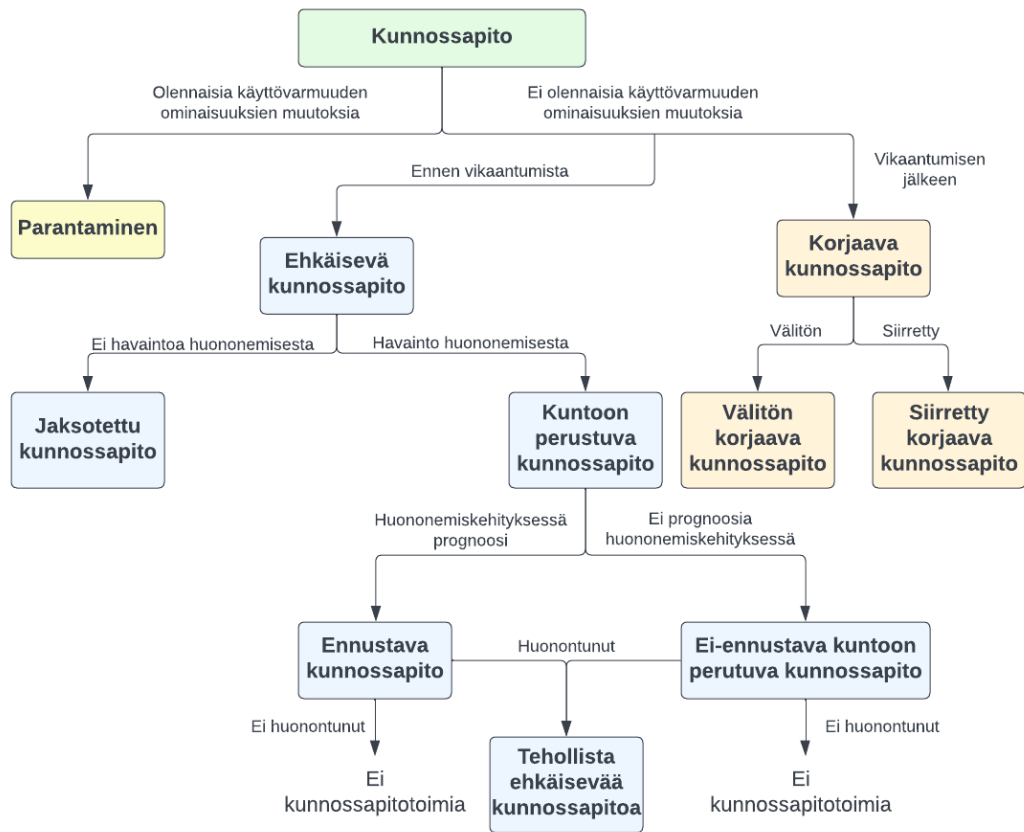 Kunnossapito
Olennaisia käyttövarmuuden
ominaisuuksien muutoksia
Ei olennaisia käyttövarmuuden
ominaisuuksien muutoksia
Ennen vikaantumista
Vikaantumisen
jälkeen
Parantaminen
Ehkäisevä
kunnossapito
Korjaava
kunnossapito
Ei havaintoa huononemisesta
Havainto huononemisesta
Välitön
Siirretty
Jaksotettu
kunnossapito
Kuntoon
perustuva
kunnossapito
Välitön
korjaava
kunnossapito
Siirretty
korjaava
kunnossapito
Huononemiskehityksessä
prognoosi
Ei prognoosia
huononemiskehityksessä
Ennustava
kunnossapito
Huonontunut
Ei-ennustava kuntoon
perutuva kunnossapito
Ei huonontunut
Ei huonontunut
Tehollista
ehkäisevää
kunnossapitoa
Ei
kunnossapitotoimia
Ei
kunnossapitotoimia